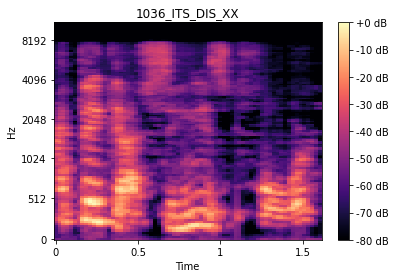 1036_ITS_DIS_XX
+0 dB
8192
-10 dB
4096
-20 dB
-30 dB
2048
Hz
-40 dB
1024
-50 dB
512
-60 dB
-70 dB
0
-80 dB
0
0.5
1
1.5
Time